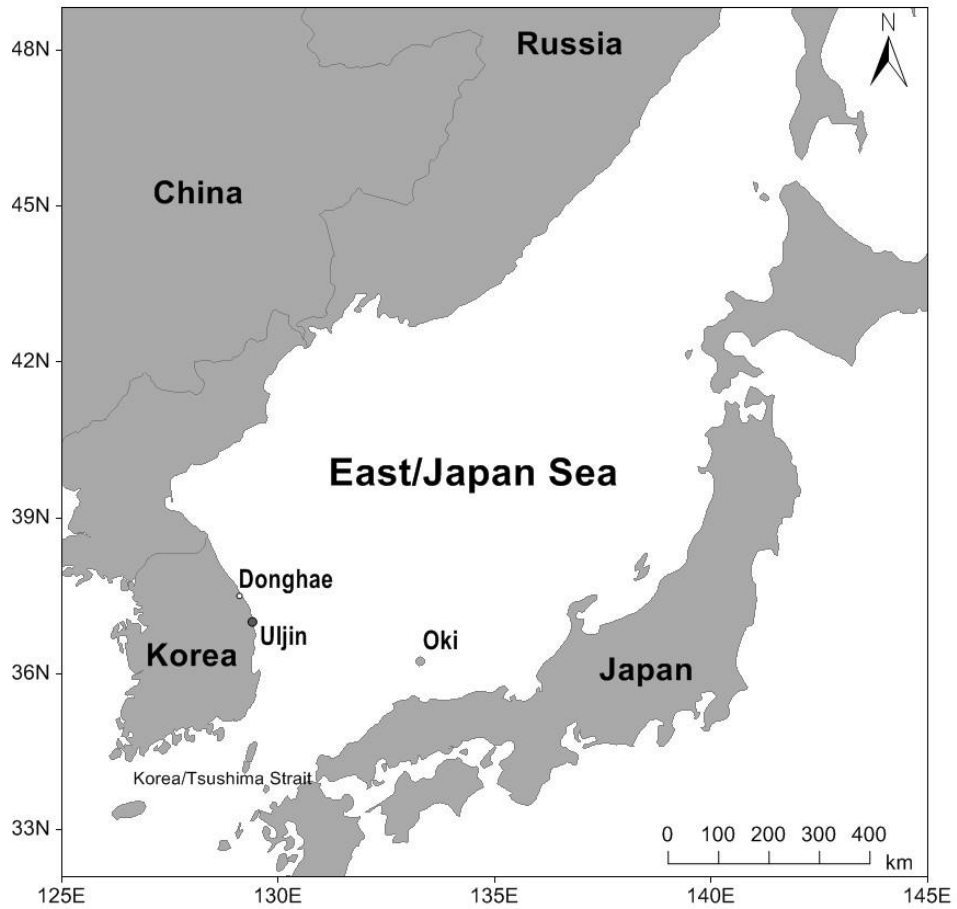 48N
Russia
N
China
45N
42N
East/Japan Sea
39N
Donghae
Uljin
Oki
Korea
36N
Japan
Korea/Tsushima Strait
33N
0 100 200 300 400
km
125E 130E 135E 140E 145E